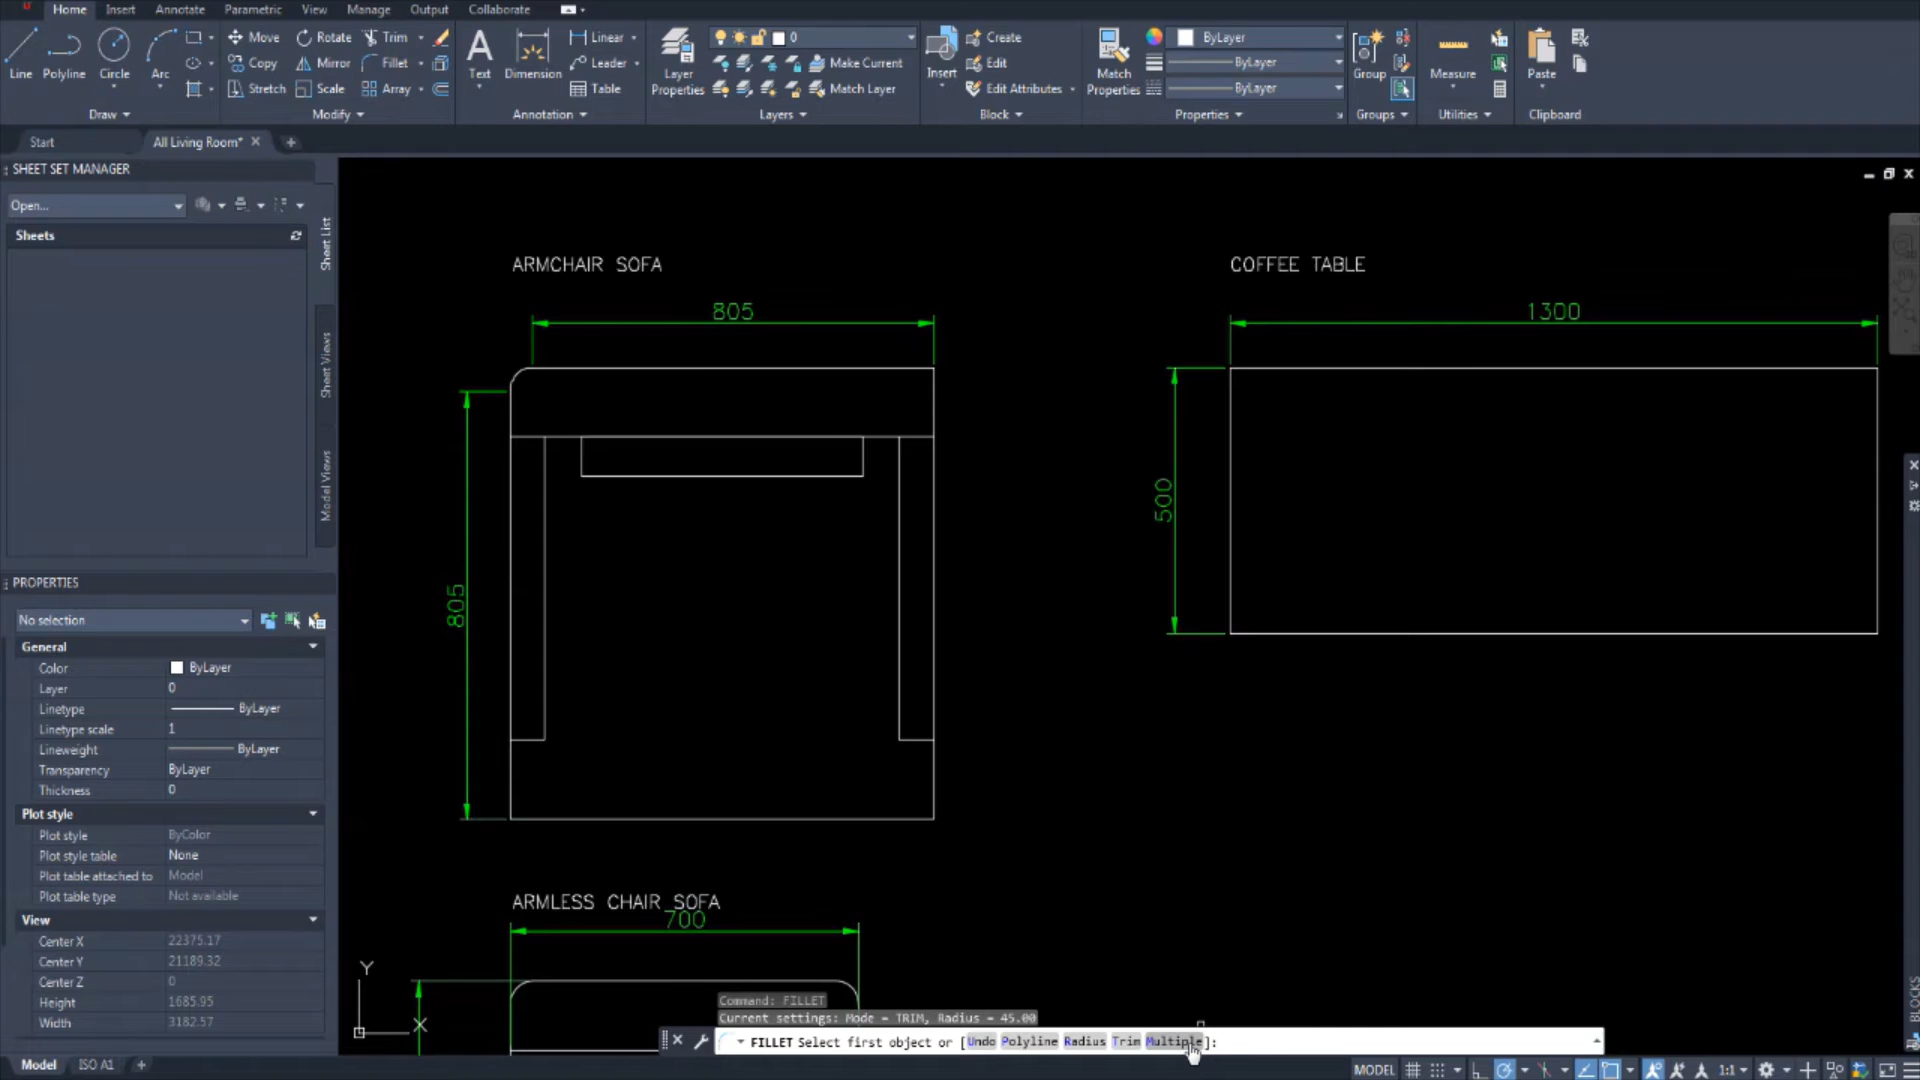 Home Insert Annotate Parametric View Manage Output Collaborate
Line Polyline Circle Arc
Move Rotate Trim
Copy Mirror Fillet
Stretch Scale Array
Draw Modify
Text Dimension
Linear
Leader
Table
Annotation
Layer Properties
0
Make Current
Match Layer
Layers
Insert
Create
Edit
Edit Attributes
Block
Match Properties
ByLayer
ByLayer
ByLayer
Properties
Group
Groups
Measure
Utilities
Paste
Clipboard
Start All Living Room*
SHEET SET MANAGER
Open...
Sheets
Sheet List
Sheet Views
Model Views
PROPERTIES
No selection
General
Color ByLayer
Layer 0
Linetype ByLayer
Linetype scale 1
Lineweight ByLayer
Transparency ByLayer
Thickness 0
Plot style
Plot style ByColor
Plot style table None
Plot table attached to Model
Plot table type Not available
View
Center X 22375.17
Center Y 21189.32
Center Z 0
Height 1685.95
Width 3182.57
ARMCHAIR SOFA
805
805
COFFEE TABLE
1300
500
ARMLESS CHAIR SOFA
700
Y
X
Command: FILLET
Current settings: Mode = TRIM, Radius = 45.00
FILLET Select first object or [Undo Polyline Radius Trim Multiple]:
BLOCKS
Model ISO A1
MODEL 1:1